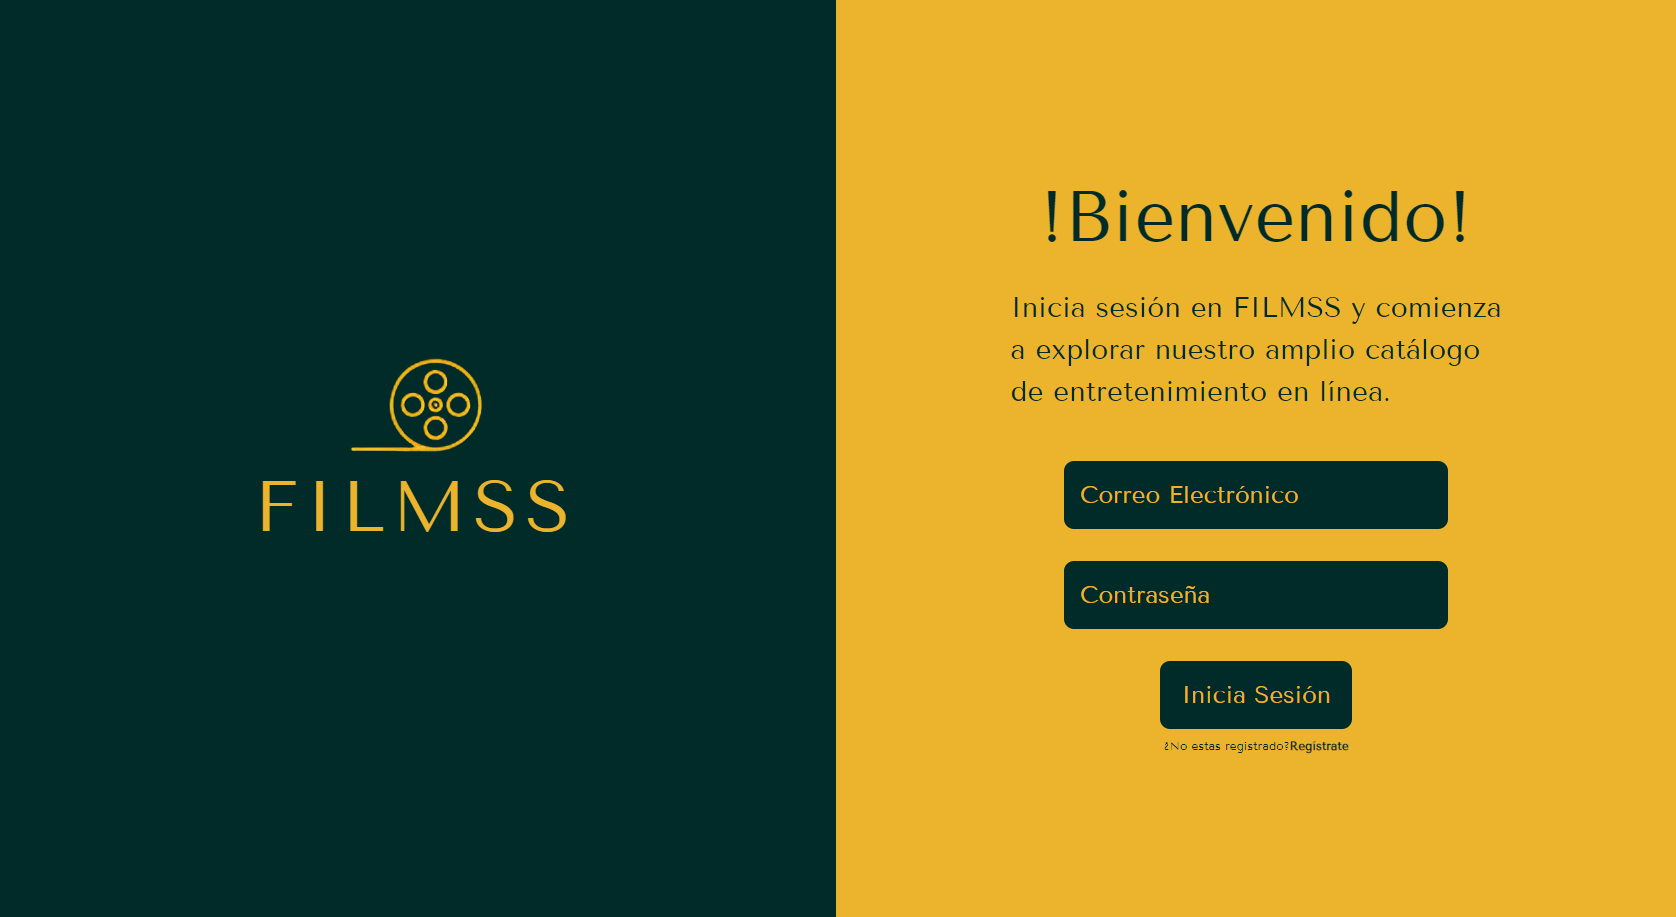 FILMSS
!Bienvenido!
Inicia sesión en FILMSS y comienza
a explorar nuestro amplio catálogo
de entretenimiento en línea.
Correo Electrónico
Contraseña
Inicia Sesión
¿No estas registrado?Registrate